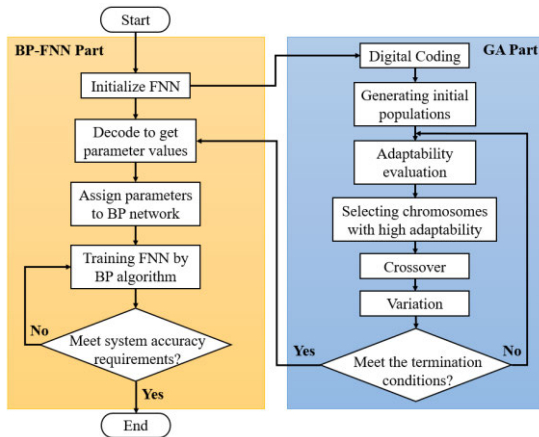 Start
BP-FNN Part
Initialize FNN
Decode to get
parameter values
Assign parameters
to BP network
Training FNN by
BP algorithm
No
Meet system accuracy
requirements?
Yes
End
GA Part
Digital Coding
Generating initial
populations
Adaptability
evaluation
Selecting chromosomes
with high adaptability
Crossover
Variation
Yes
Meet the termination
conditions?
No